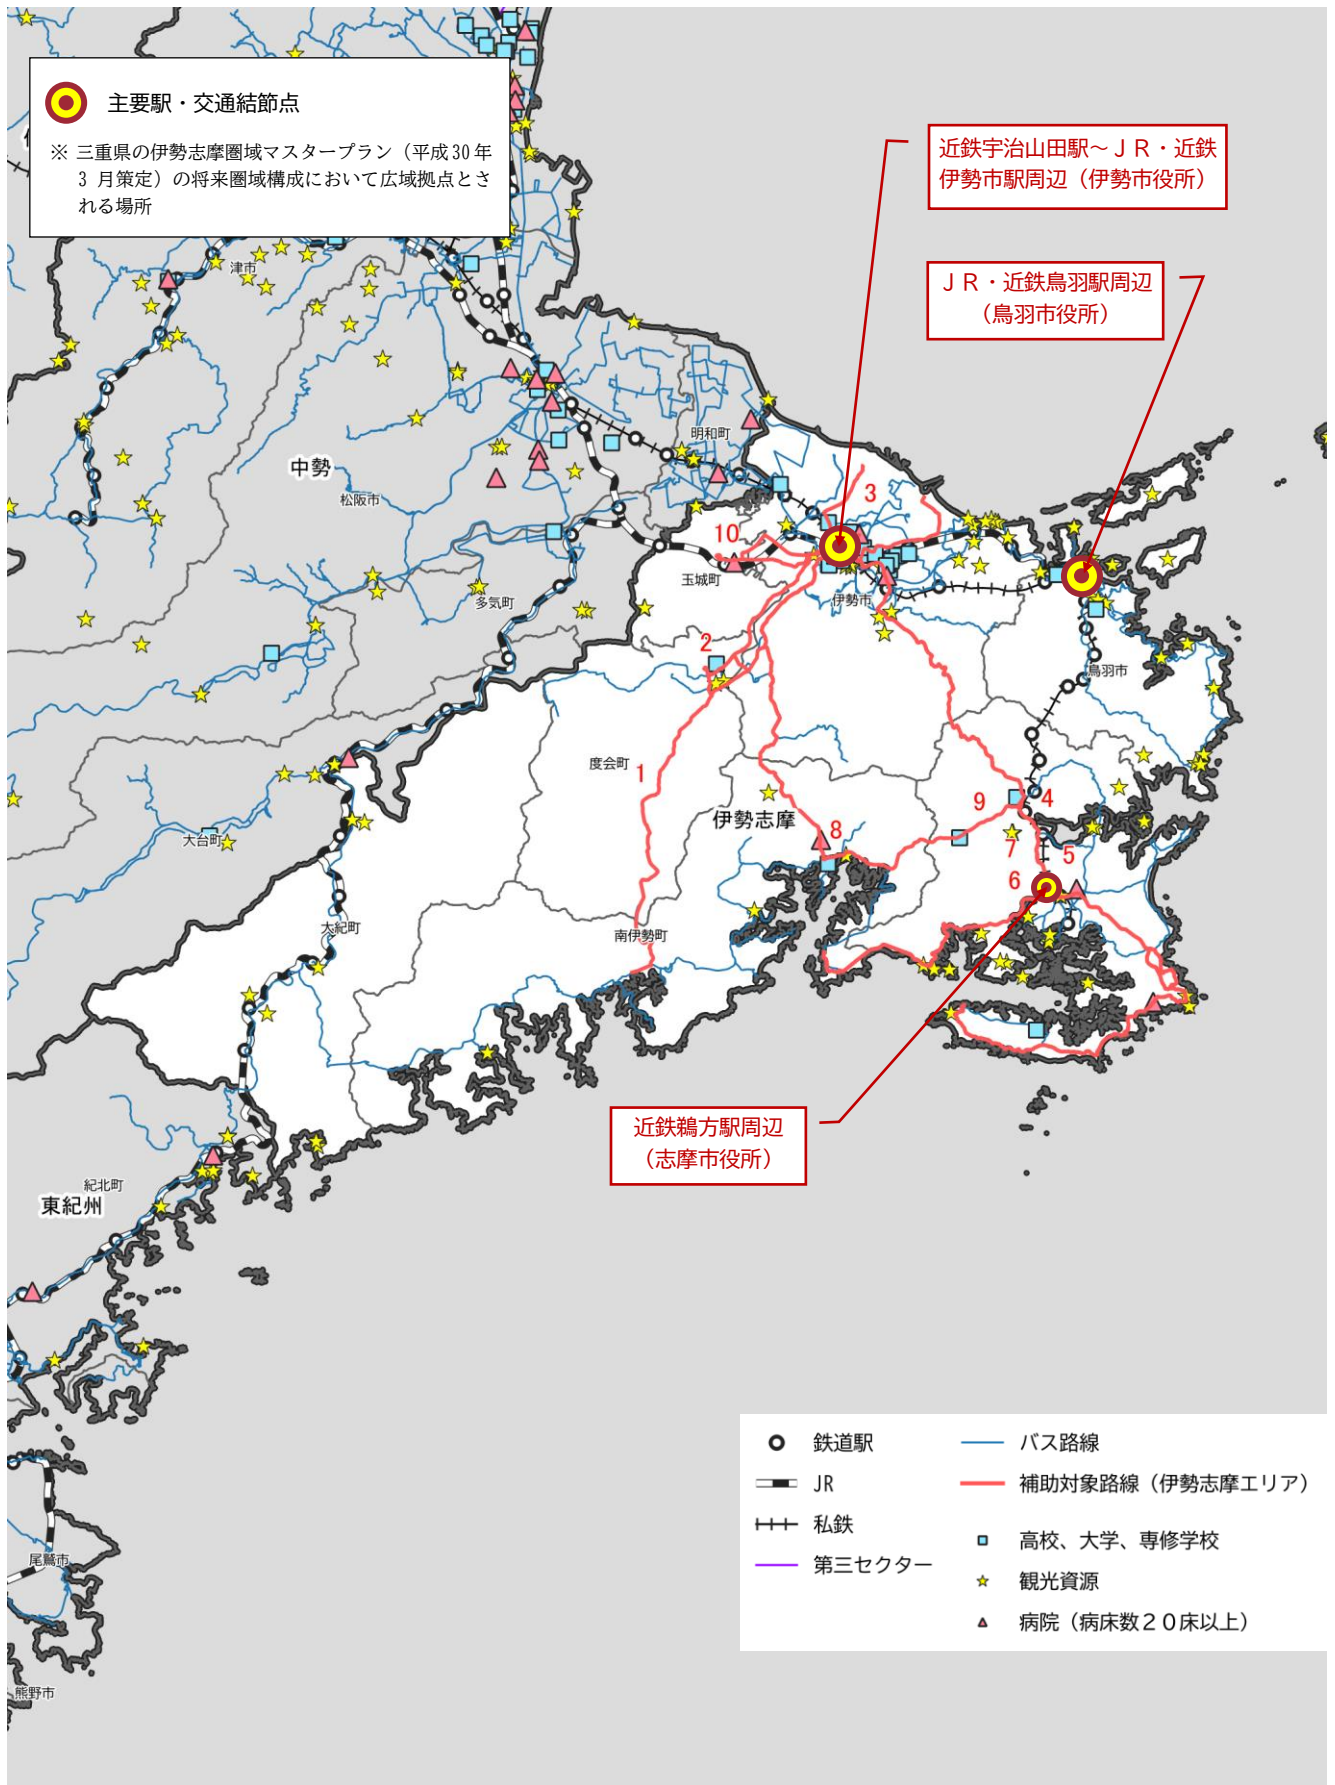 主要駅・交通結節点
※ 三重県の伊勢志摩圏域マスタープラン（平成30年
3 月策定）の将来圏域構成において広域拠点とさ
れる場所
近鉄宇治山田駅～ＪＲ・近鉄
伊勢市駅周辺（伊勢市役所）
ＪＲ・近鉄鳥羽駅周辺
（鳥羽市役所）
津市
中勢
松阪市
明和町
3
10
玉城町
伊勢市
多気町
2
鳥羽市
度会町
1
9
4
伊勢志摩
8
7
5
6
大台町
大紀町
南伊勢町
近鉄鵜方駅周辺
（志摩市役所）
紀北町
東紀州
尾鷲市
熊野市
鉄道駅
JR
私鉄
第三セクター
バス路線
補助対象路線（伊勢志摩エリア）
高校、大学、専修学校
観光資源
病院（病床数２０床以上）